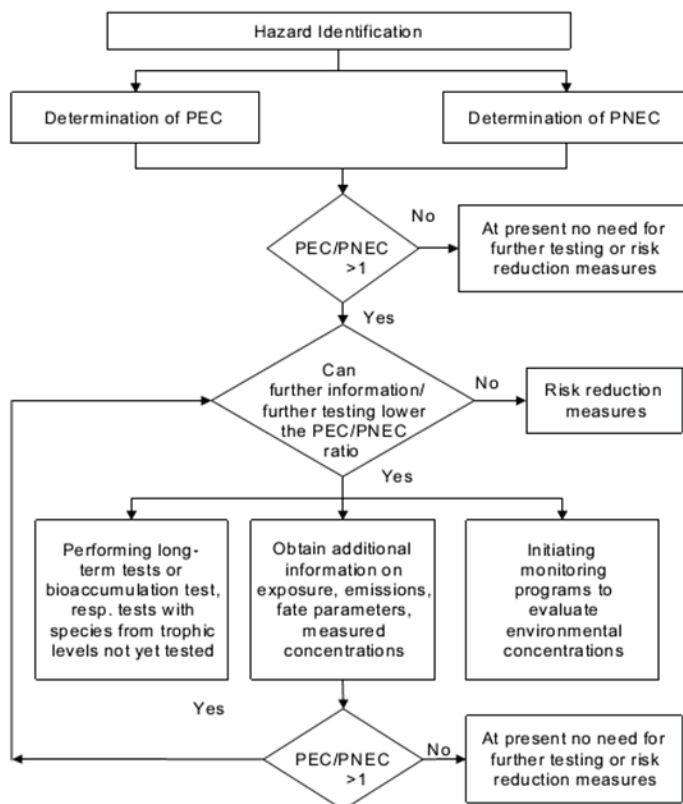 Hazard Identification
Determination of PEC
Determination of PNEC
No
PEC/PNEC
>1
At present no need for
further testing or risk
reduction measures
Yes
Can
further information/
further testing lower
the PEC/PNEC
ratio
No
Risk reduction
measures
Yes
Performing long-
term tests or
bioaccumulation test,
resp. tests with
species from trophic
levels not yet tested
Obtain additional
information on
exposure, emissions,
fate parameters,
measured
concentrations
Initiating
monitoring
programs to
evaluate
environmental
concentrations
Yes
PEC/PNEC
>1
No
At present no need for
further testing or risk
reduction measures